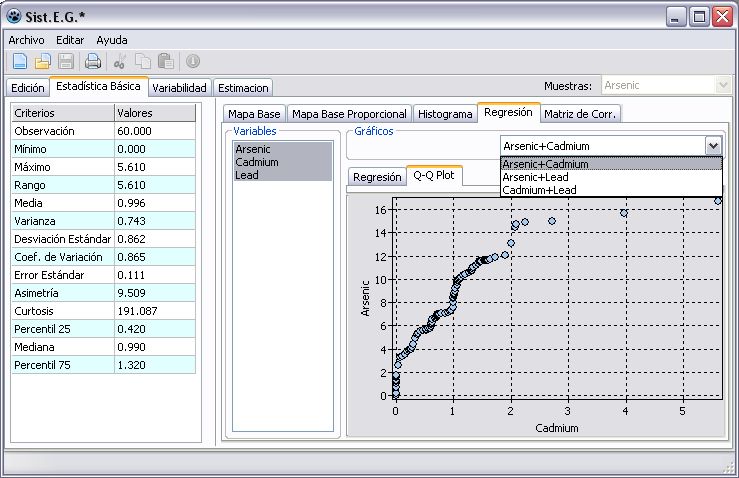 Sist.E.G.*
Archivo Editar Ayuda
Edición Estadística Básica Variabilidad Estimacion Muestras: Arsenic
Criterios Valores
Observación 60.000
Mínimo 0.000
Máximo 5.610
Rango 5.610
Media 0.996
Varianza 0.743
Desviación Estándar 0.862
Coef. de Variación 0.865
Error Estándar 0.111
Asimetría 9.509
Curtosis 191.087
Percentil 25 0.420
Mediana 0.990
Percentil 75 1.320
Mapa Base Mapa Base Proporcional Histograma Regresión Matriz de Corr.
Variables
Arsenic
Cadmium
Lead
Gráficos
Arsenic+Cadmium
Arsenic+Cadmium
Arsenic+Lead
Cadmium+Lead
Regresión Q-Q Plot
16
14
12
10
8
6
4
2
0
Arsenic
0 1 2 3 4 5
Cadmium